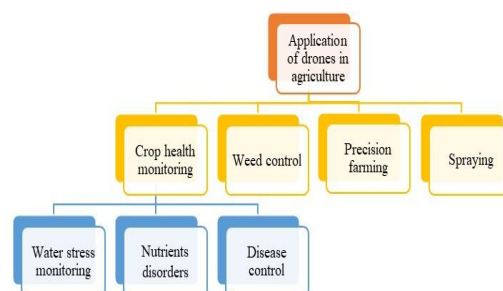 Application
of drones in
agriculture
Crop health
monitoring
Weed control
Precision
farming
Spraying
Water stress
monitoring
Nutrients
disorders
Disease
control